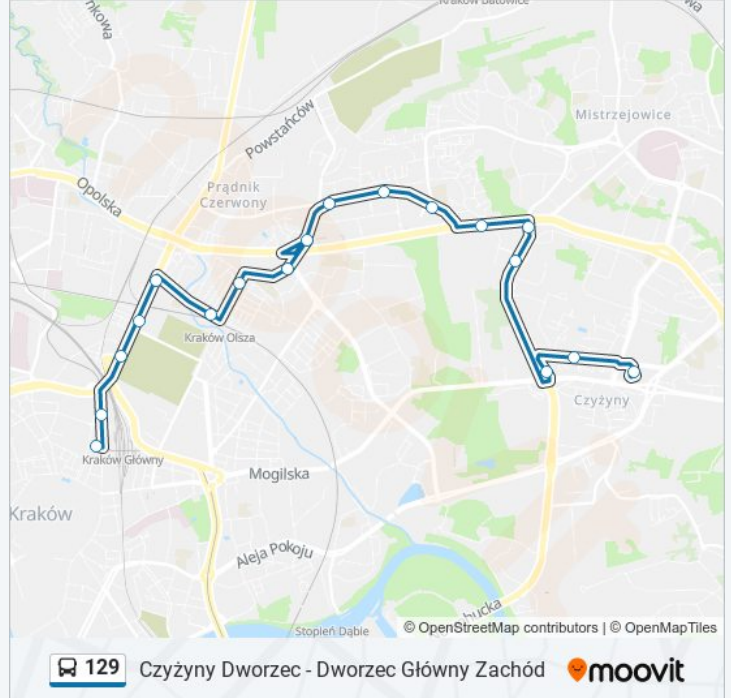 Kraków Batowice
Mistrzejowice
Powstańców
Opolska
Prądnik
Czerwony
Kraków Olsza
Czyżyny
Kraków Główny
Mogilska
Kraków
Aleja Pokoju
Stopień Dąbie
© OpenStreetMap contributors | © OpenMapTiles
129 Czyżyny Dworzec - Dworzec Główny Zachód moovit